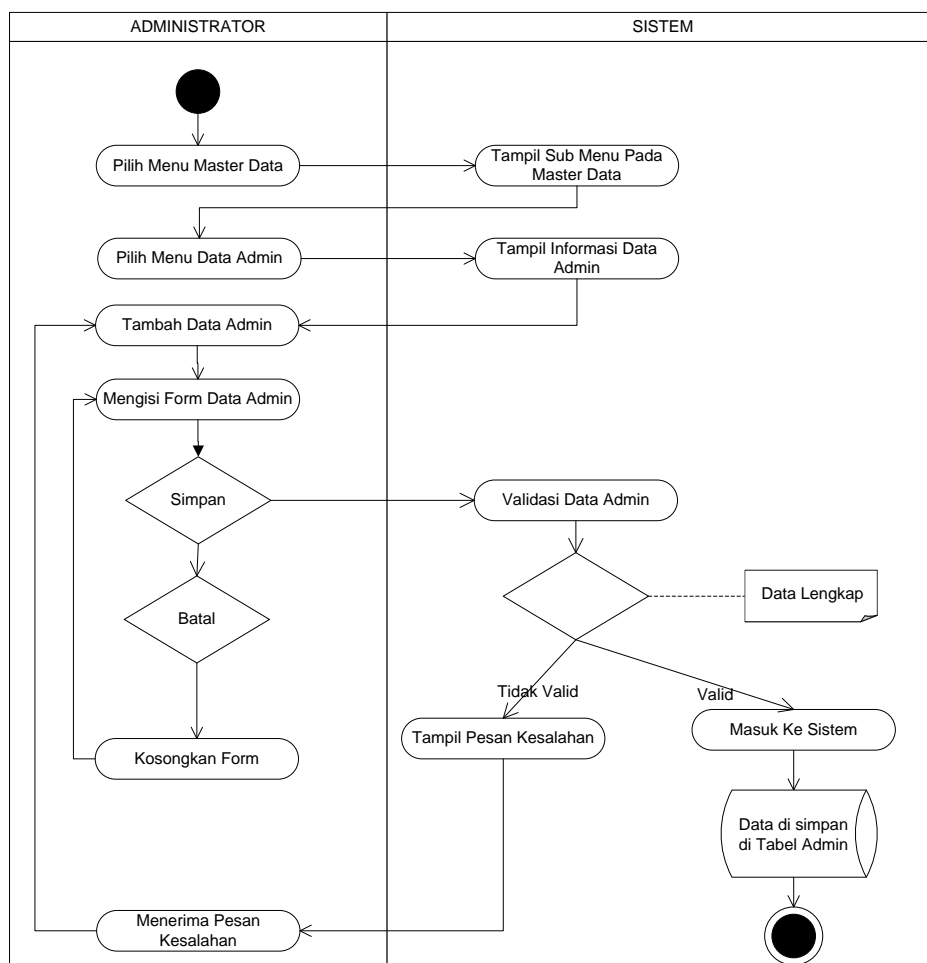 ADMINISTRATOR
SISTEM
Pilih Menu Master Data
Tampil Sub Menu Pada
Master Data
Pilih Menu Data Admin
Tampil Informasi Data
Admin
Tambah Data Admin
Mengisi Form Data Admin
Simpan
Validasi Data Admin
Batal
Data Lengkap
Tidak Valid
Valid
Kosongkan Form
Tampil Pesan Kesalahan
Masuk Ke Sistem
Data di simpan
di Tabel Admin
Menerima Pesan
Kesalahan